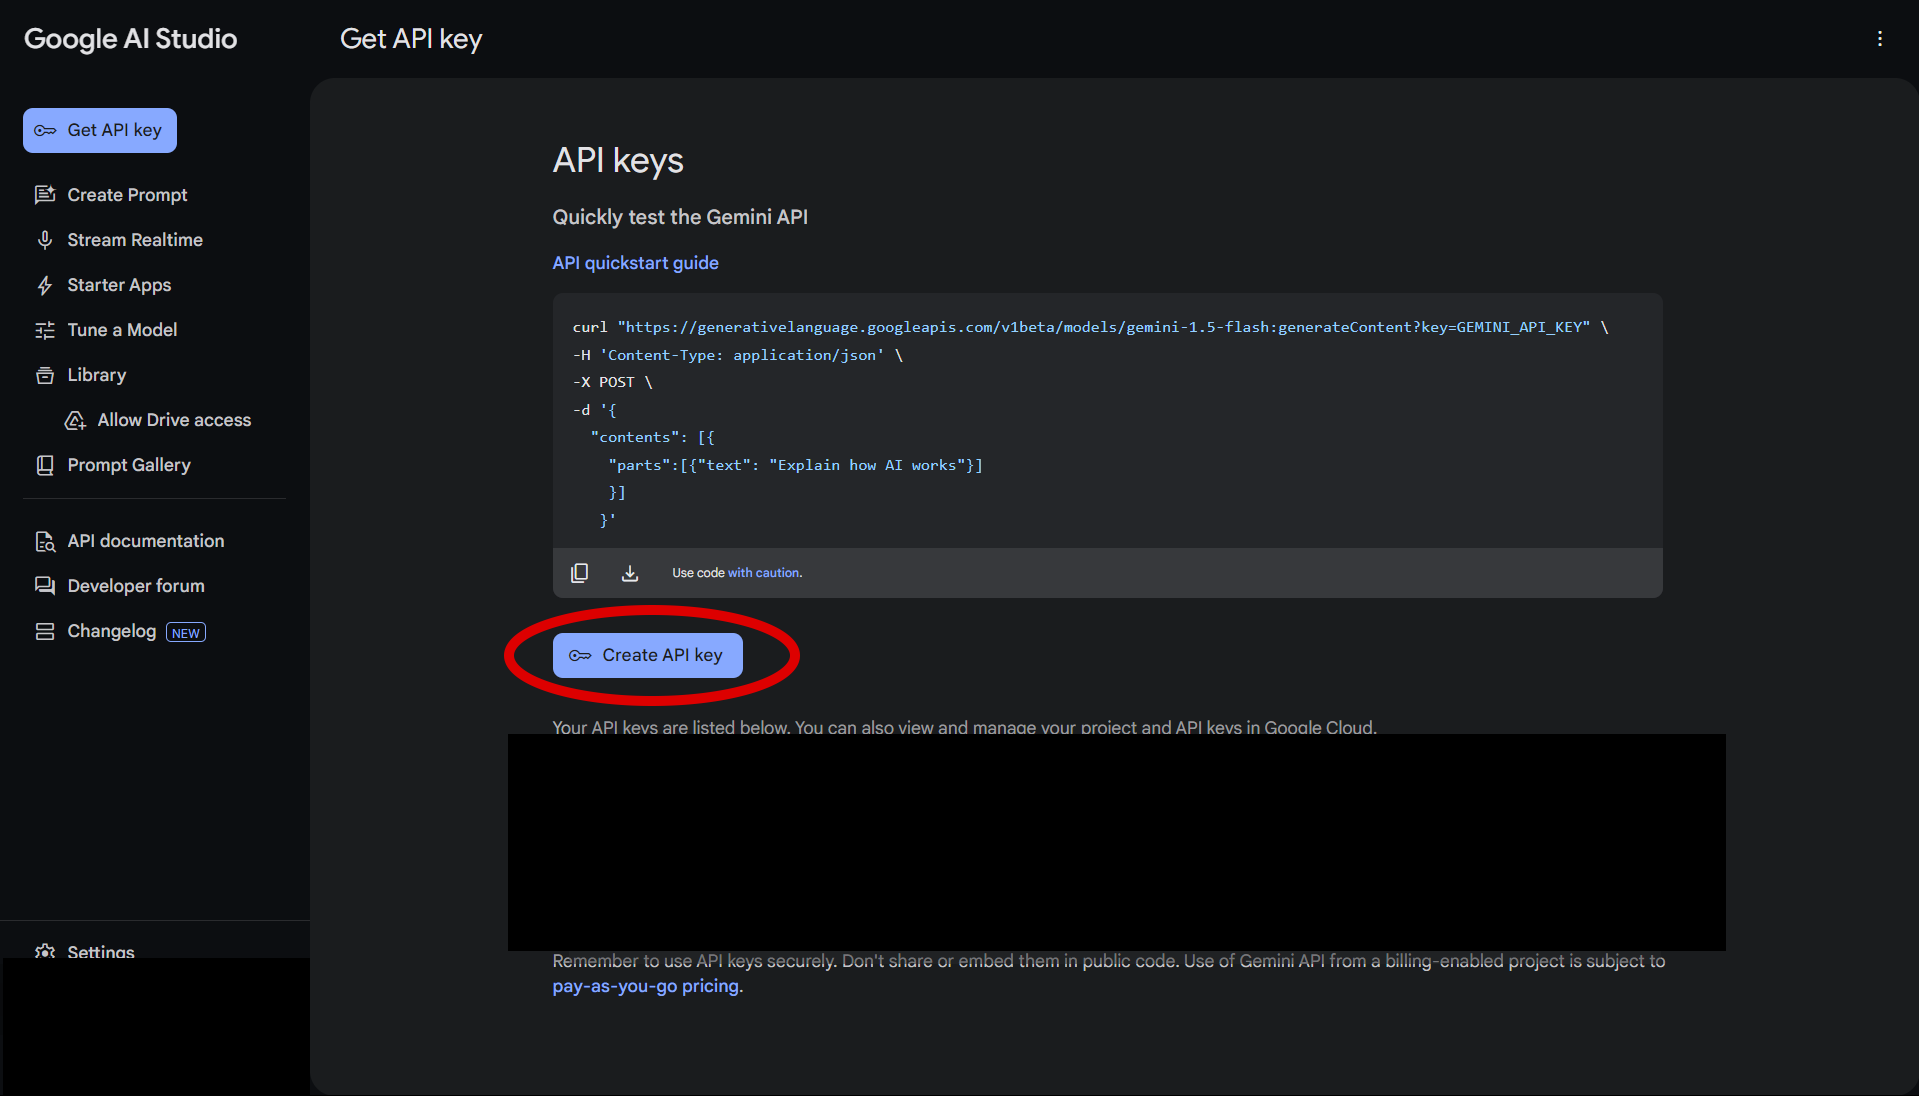 Google AI Studio
Get API key
Get API key
Create Prompt
Stream Realtime
Starter Apps
Tune a Model
Library
Allow Drive access
Prompt Gallery
API documentation
Developer forum
Changelog NEW
Settings
API keys
Quickly test the Gemini API
API quickstart guide
curl "https://generativelanguage.googleapis.com/v1beta/models/gemini-1.5-flash:generateContent?key=GEMINI_API_KEY" \
-H 'Content-Type: application/json' \
-X POST \
-d '{
"contents": [{
"parts":[{"text": "Explain how AI works"}]
}]
}'
Use code with caution.
Create API key
Your API keys are listed below. You can also view and manage your project and API keys in Google Cloud.
Remember to use API keys securely. Don't share or embed them in public code. Use of Gemini API from a billing-enabled project is subject to
pay-as-you-go pricing.